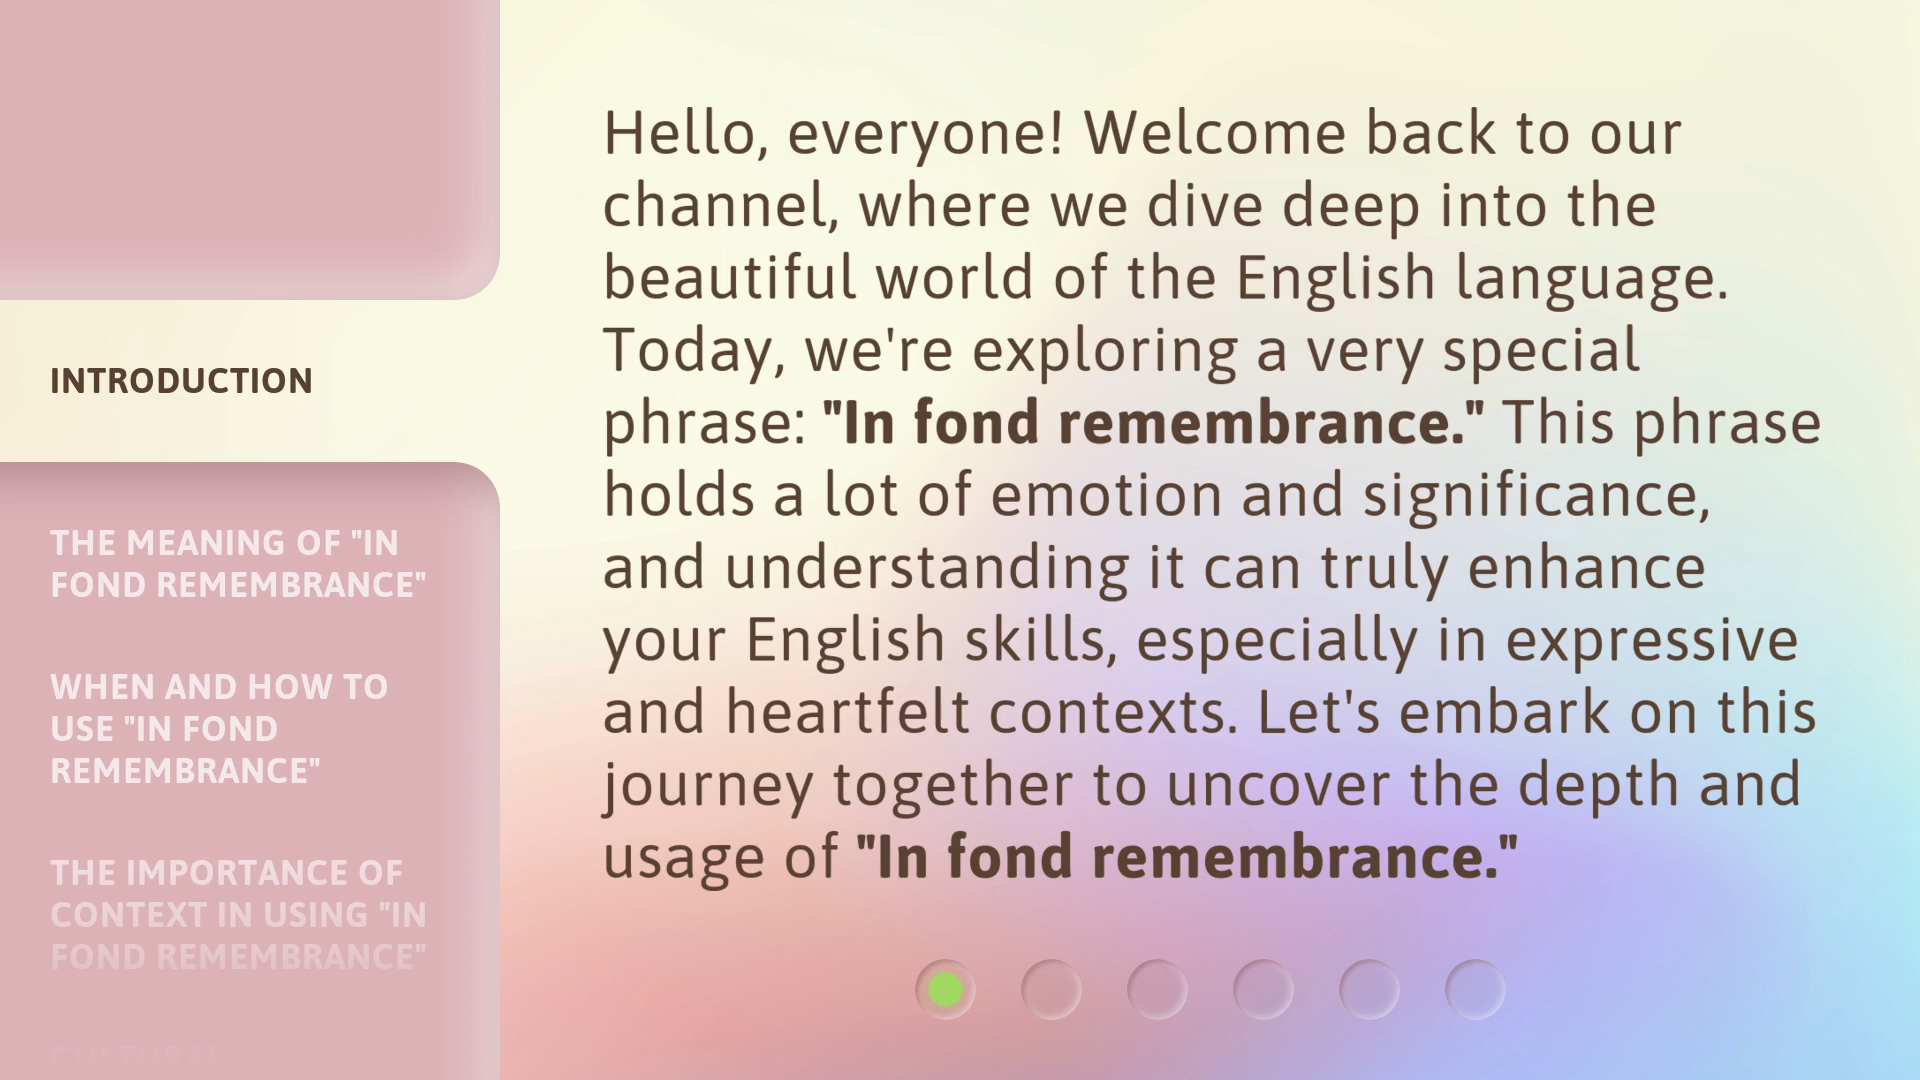 INTRODUCTION
THE MEANING OF "IN
FOND REMEMBRANCE"
WHEN AND HOW TO
USE "IN FOND
REMEMBRANCE"
THE IMPORTANCE OF
CONTEXT IN USING "IN
FOND REMEMBRANCE"
CULTURAL
Hello, everyone! Welcome back to our
channel, where we dive deep into the
beautiful world of the English language.
Today, we're exploring a very special
phrase: "In fond remembrance." This phrase
holds a lot of emotion and significance,
and understanding it can truly enhance
your English skills, especially in expressive
and heartfelt contexts. Let's embark on this
journey together to uncover the depth and
usage of "In fond remembrance."